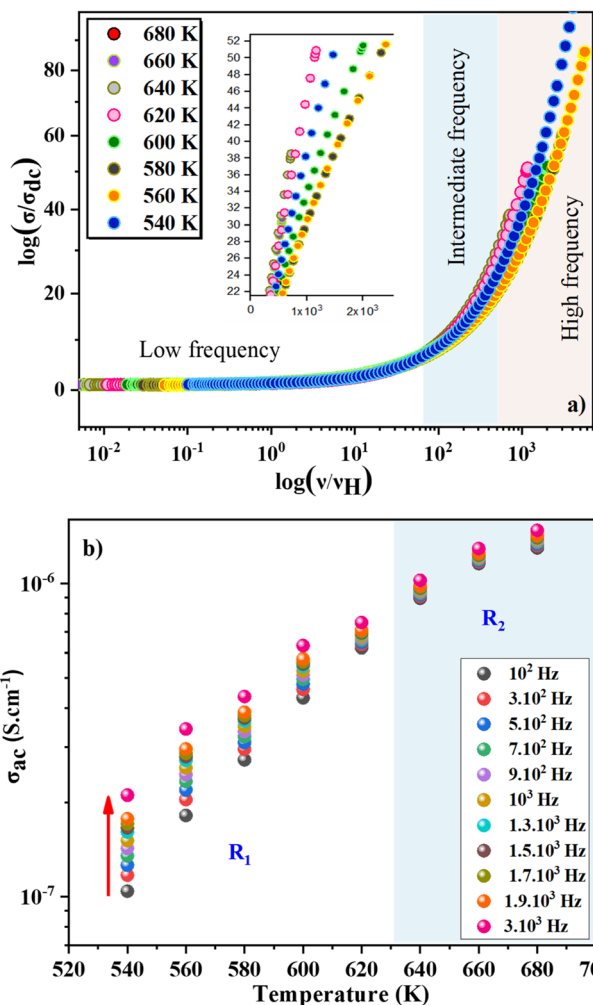 680 K
660 K
640 K
620 K
600 K
580 K
560 K
540 K
log(σ/σdc)
80
60
40
20
0
52
50
48
46
44
42
40
38
36
34
32
30
28
26
24
22
0
1×10³
2×10³
Low frequency
Intermediate frequency
High frequency
a)
10⁻² 10⁻¹ 10⁰ 10¹ 10² 10³
log(ν/νH)
b)
σac (S.cm⁻¹)
10⁻⁶
10⁻⁷
R₁
R₂
10² Hz
3.10² Hz
5.10² Hz
7.10² Hz
9.10² Hz
10³ Hz
1.3.10³ Hz
1.5.10³ Hz
1.7.10³ Hz
1.9.10³ Hz
3.10³ Hz
520 540 560 580 600 620 640 660 680 70
Temperature (K)